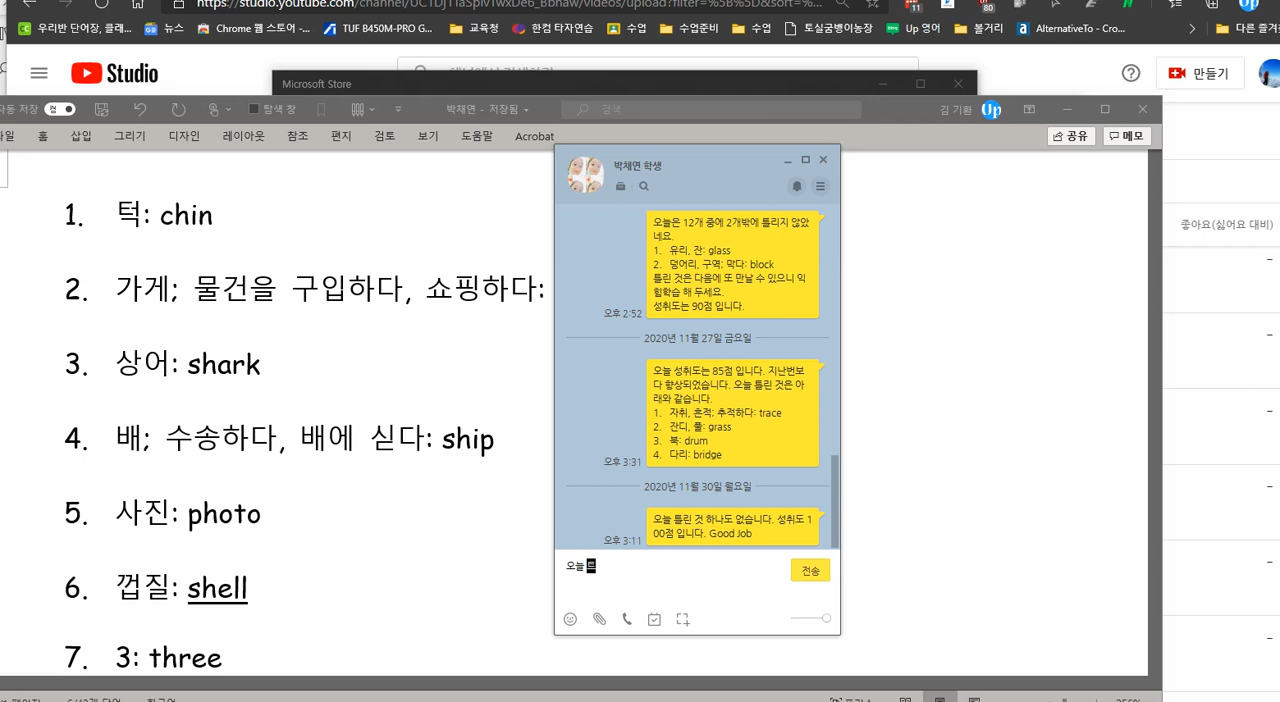 우리반 단어장, 클래...
뉴스
Chrome 웹 스토어 -...
TUF B450M-PRO G...
교육청
한컴 타자연습
수업
수업준비
수업
토실굼벵이농장
Up 영어
볼거리
AlternativeTo - Cro...
Studio
Microsoft Store
만들기
자동 저장
탐색 창
박채연 - 저장됨
검색
김 기환
Up
홈
삽입
그리기
디자인
레이아웃
참조
편지
검토
보기
도움말
Acrobat
공유
메모
1. 턱: chin
2. 가게; 물건을 구입하다, 쇼핑하다:
3. 상어: shark
4. 배; 수송하다, 배에 싣다: ship
5. 사진: photo
6. 껍질: shell
7. 3: three
박채연 학생
오늘은 12개 중에 2개밖에 틀리지 않았
네요.
1. 유리, 잔: glass
2. 덩어리, 구역; 막다: block
틀린 것은 다음에 또 만날 수 있으니 익
힘학습 해 두세요.
성취도는 90점 입니다.
오후 2:52
2020년 11월 27일 금요일
오늘 성취도는 85점 입니다. 지난번보
다 향상되었습니다. 오늘 틀린 것은 아
래와 같습니다.
1. 자취, 흔적; 추적하다: trace
2. 잔디, 풀: grass
3. 북: drum
4. 다리: bridge
오후 3:31
2020년 11월 30일 월요일
오늘 틀린 것 하나도 없습니다. 성취도 1
00점 입니다. Good Job
오후 3:11
오늘 트
전송
좋아요(싫어요 대비)